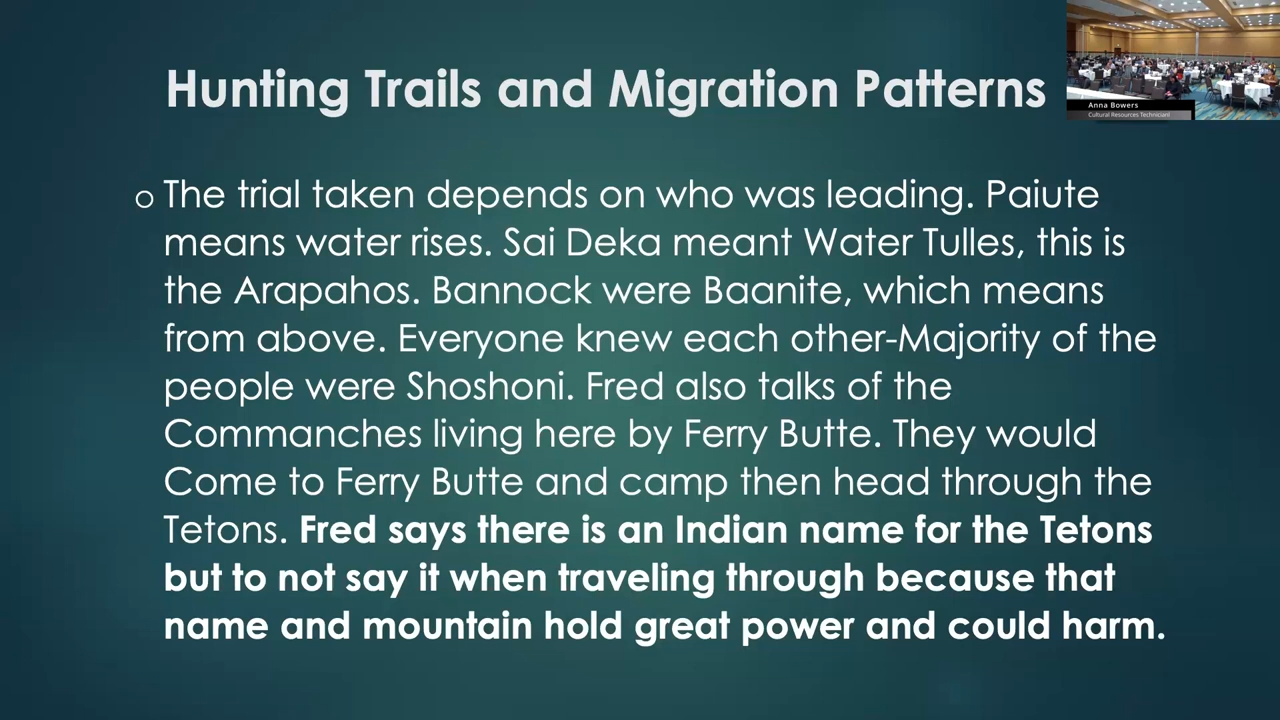 Hunting Trails and Migration Patterns
Anna Bowers
Cultural Resources Technician
o The trial taken depends on who was leading. Paiute
means water rises. Sai Deka meant Water Tulles, this is
the Arapahos. Bannock were Baanite, which means
from above. Everyone knew each other-Majority of the
people were Shoshoni. Fred also talks of the
Commanches living here by Ferry Butte. They would
Come to Ferry Butte and camp then head through the
Tetons. Fred says there is an Indian name for the Tetons
but to not say it when traveling through because that
name and mountain hold great power and could harm.